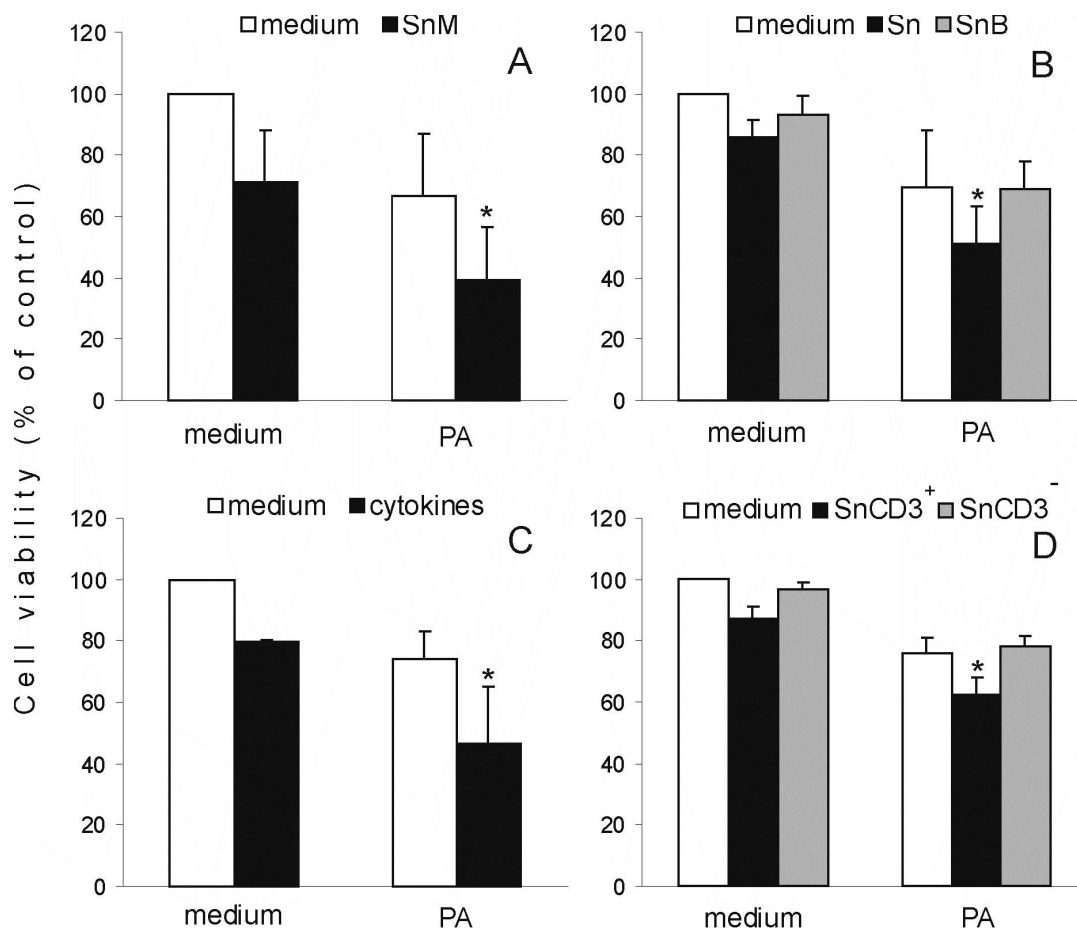 medium SnM
A
120
100
80
60
40
20
0
medium PA
medium Sn SnB
B
120
100
80
60
40
20
0
*
*
medium PA
Cell viability (% of control)
medium cytokines
C
120
100
80
60
40
20
0
*
medium PA
medium SnCD3+ SnCD3-
D
120
100
80
60
40
20
0
*
medium PA